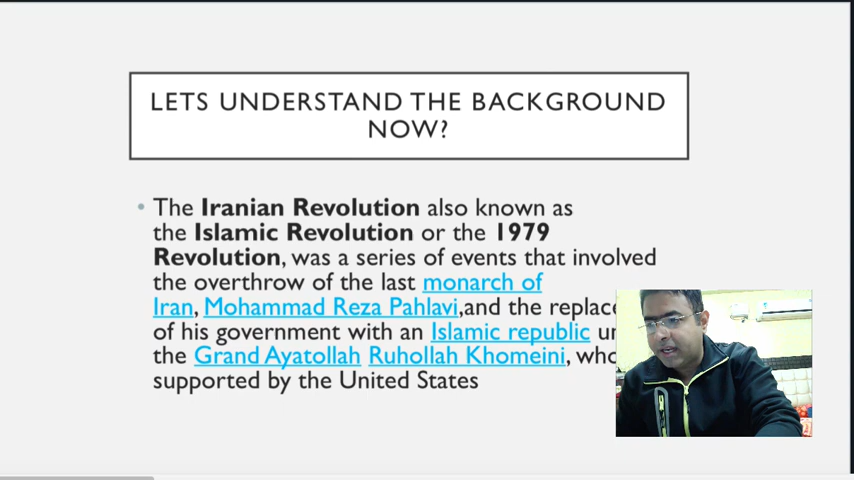 LETS UNDERSTAND THE BACKGROUND
NOW?
• The Iranian Revolution also known as
the Islamic Revolution or the 1979
Revolution, was a series of events that involved
the overthrow of the last monarch of
Iran, Mohammad Reza Pahlavi,and the replace
of his government with an Islamic republic
the Grand Ayatollah Ruhollah Khomeini, who
supported by the United States